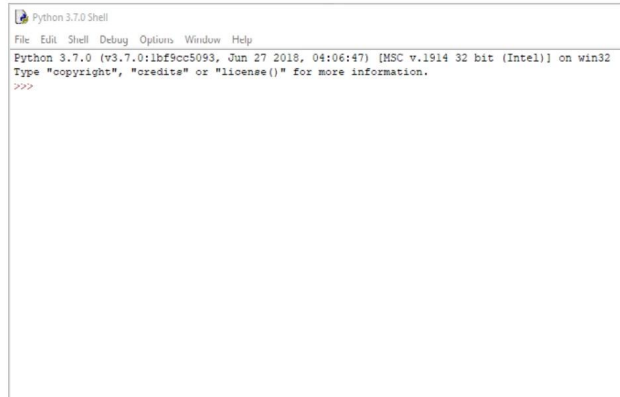 Python 3.7.0 Shell
File Edit Shell Debug Options Window Help
Python 3.7.0 (v3.7.0:1bf9cc5093, Jun 27 2018, 04:06:47) [MSC v.1914 32 bit (Intel)] on win32
Type "copyright", "credits" or "license()" for more information.
>>>